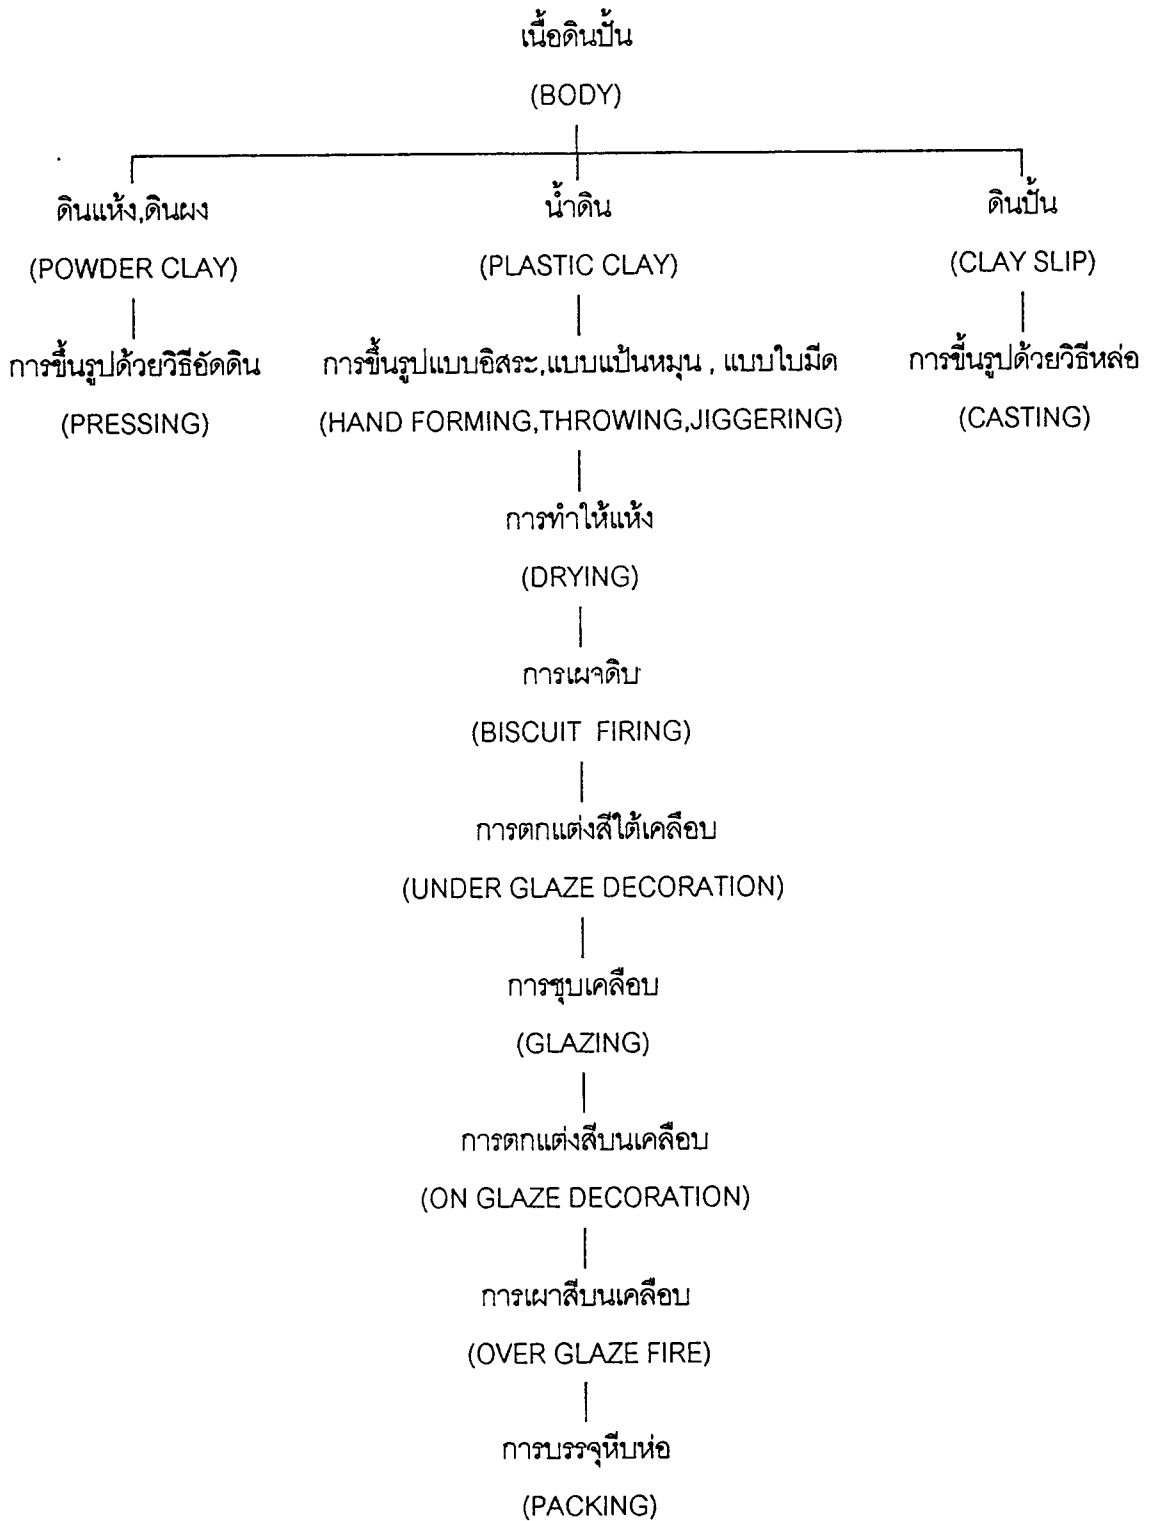 เนื้อดินปั้น
(BODY)
ดินแห้ง,ดินผง
น้ำดิน
ดินปั้น
(POWDER CLAY)
(PLASTIC CLAY)
(CLAY SLIP)
การขึ้นรูปด้วยวิธีอัดดิน
การขึ้นรูปแบบอิสระ,แบบแป้นหมุน , แบบใบมีด
การขึ้นรูปด้วยวิธีหล่อ
(PRESSING)
(HAND FORMING,THROWING,JIGGERING)
(CASTING)
การทำให้แห้ง
(DRYING)
การเผาดิบ
(BISCUIT FIRING)
การตกแต่งสีใต้เคลือบ
(UNDER GLAZE DECORATION)
การชุบเคลือบ
(GLAZING)
การตกแต่งสีบนเคลือบ
(ON GLAZE DECORATION)
การเผาสีบนเคลือบ
(OVER GLAZE FIRE)
การบรรจุหีบห่อ
(PACKING)